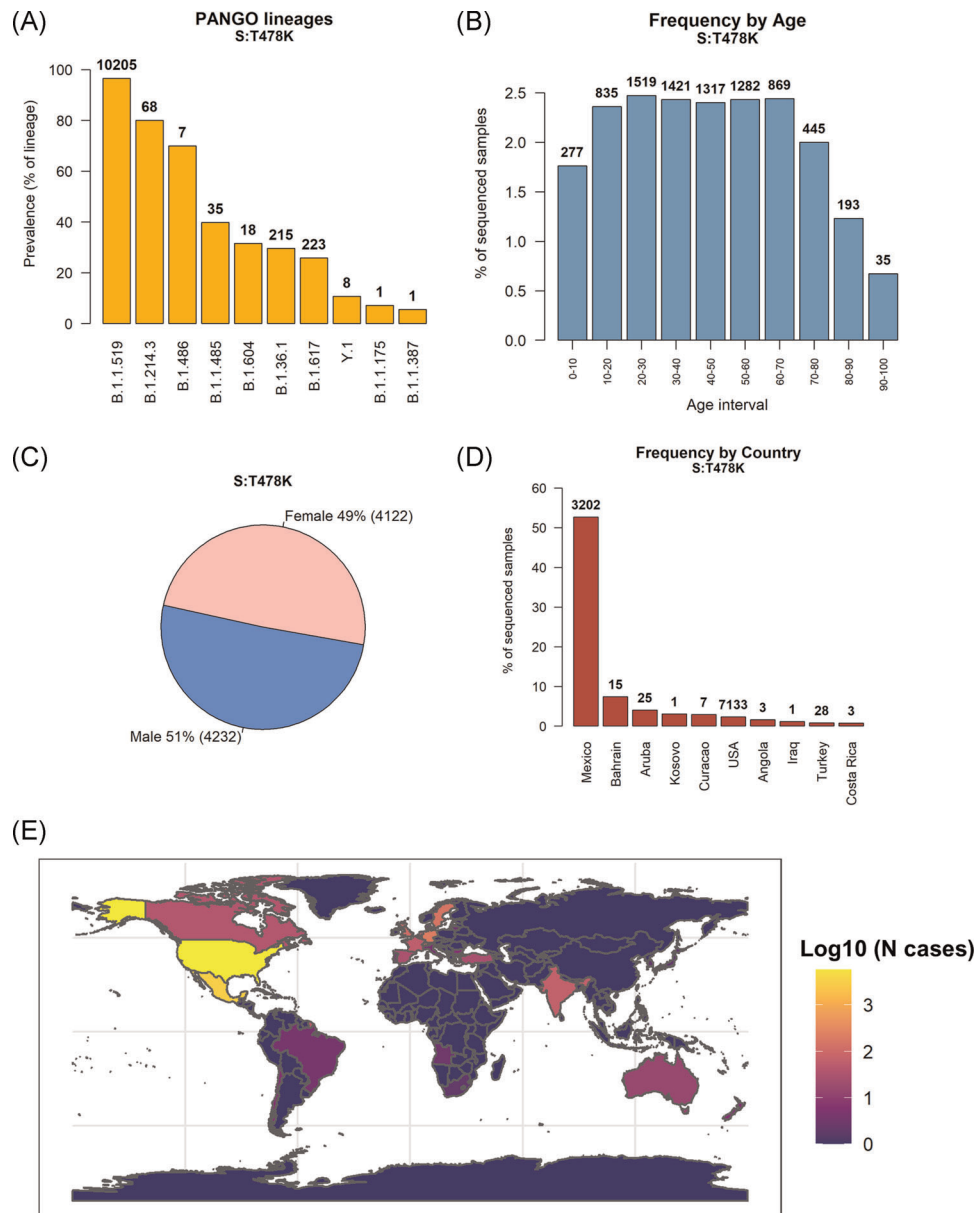 (A)
PANGO lineages
S:T478K
Prevalence (% of lineage)
100
80
60
40
20
0
10205
68
7
35
18
215
223
8
1
1
B.1.1.519
B.1.214.3
B.1.486
B.1.1.485
B.1.604
B.1.36.1
B.1.617
Y.1
B.1.1.175
B.1.1.387
(B)
Frequency by Age
S:T478K
% of sequenced samples
2.5
2.0
1.5
1.0
0.5
0.0
277
835
1519
1421
1317
1282
869
445
193
35
0-10
10-20
20-30
30-40
40-50
50-60
60-70
70-80
80-90
90-100
Age interval
(C)
S:T478K
Female 49% (4122)
Male 51% (4232)
(D)
Frequency by Country
S:T478K
% of sequenced samples
60
50
40
30
20
10
0
3202
15
25
1
7
7133
3
1
28
3
Mexico
Bahrain
Aruba
Kosovo
Curacao
USA
Angola
Iraq
Turkey
Costa Rica
(E)
Log10 (N cases)
3
2
1
0